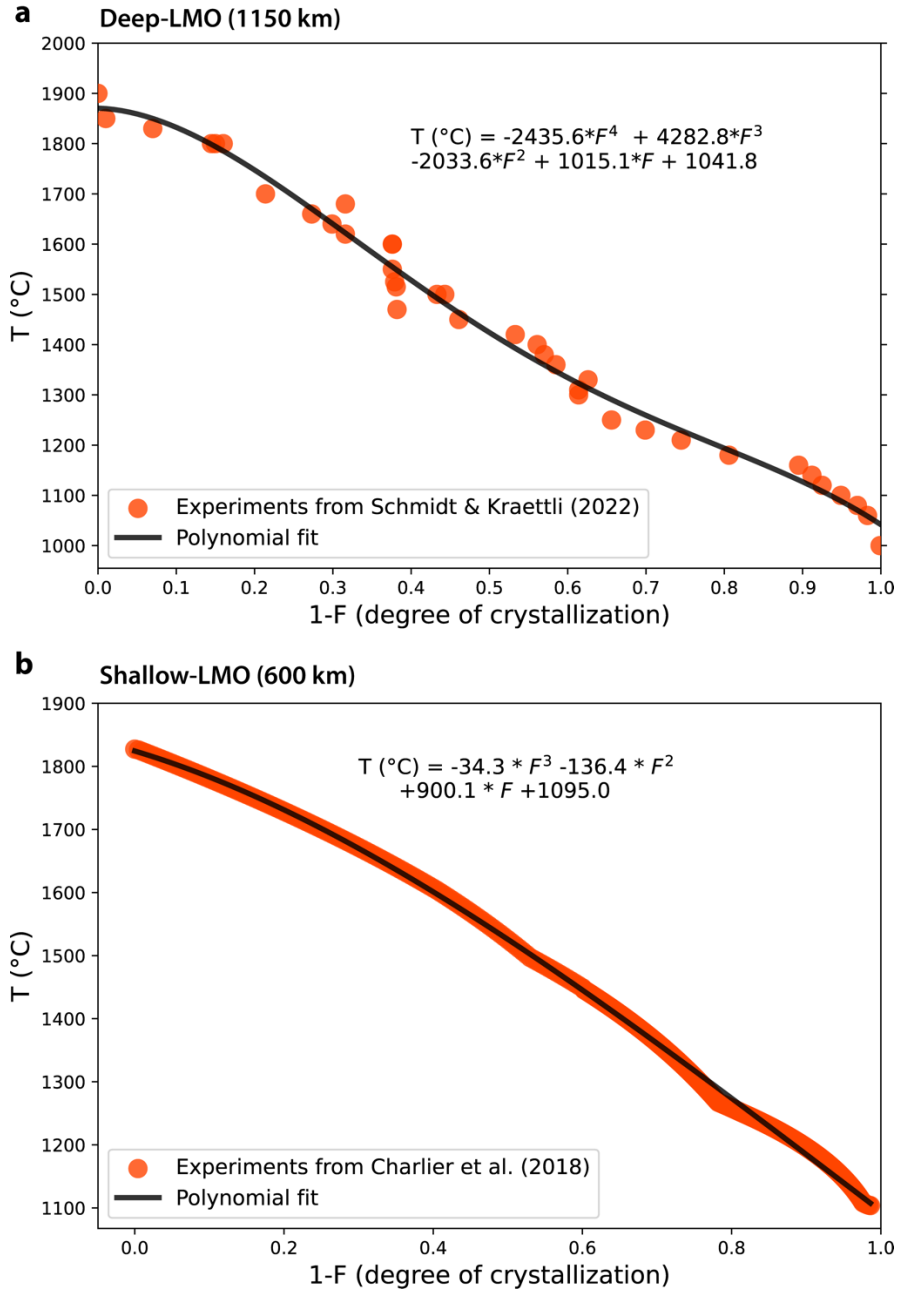 a
Deep-LMO (1150 km)
2000
1900
1800
1700
1600
1500
1400
1300
1200
1100
1000
T (°C)
T (°C) = -2435.6*F⁴ + 4282.8*F³
-2033.6*F² + 1015.1*F + 1041.8
Experiments from Schmidt & Kraettli (2022)
Polynomial fit
0.0 0.1 0.2 0.3 0.4 0.5 0.6 0.7 0.8 0.9 1.0
1-F (degree of crystallization)
b
Shallow-LMO (600 km)
1900
1800
1700
1600
1500
1400
1300
1200
1100
T (°C)
T (°C) = -34.3 * F³ -136.4 * F²
+900.1 * F +1095.0
Experiments from Charlier et al. (2018)
Polynomial fit
0.0 0.2 0.4 0.6 0.8 1.0
1-F (degree of crystallization)